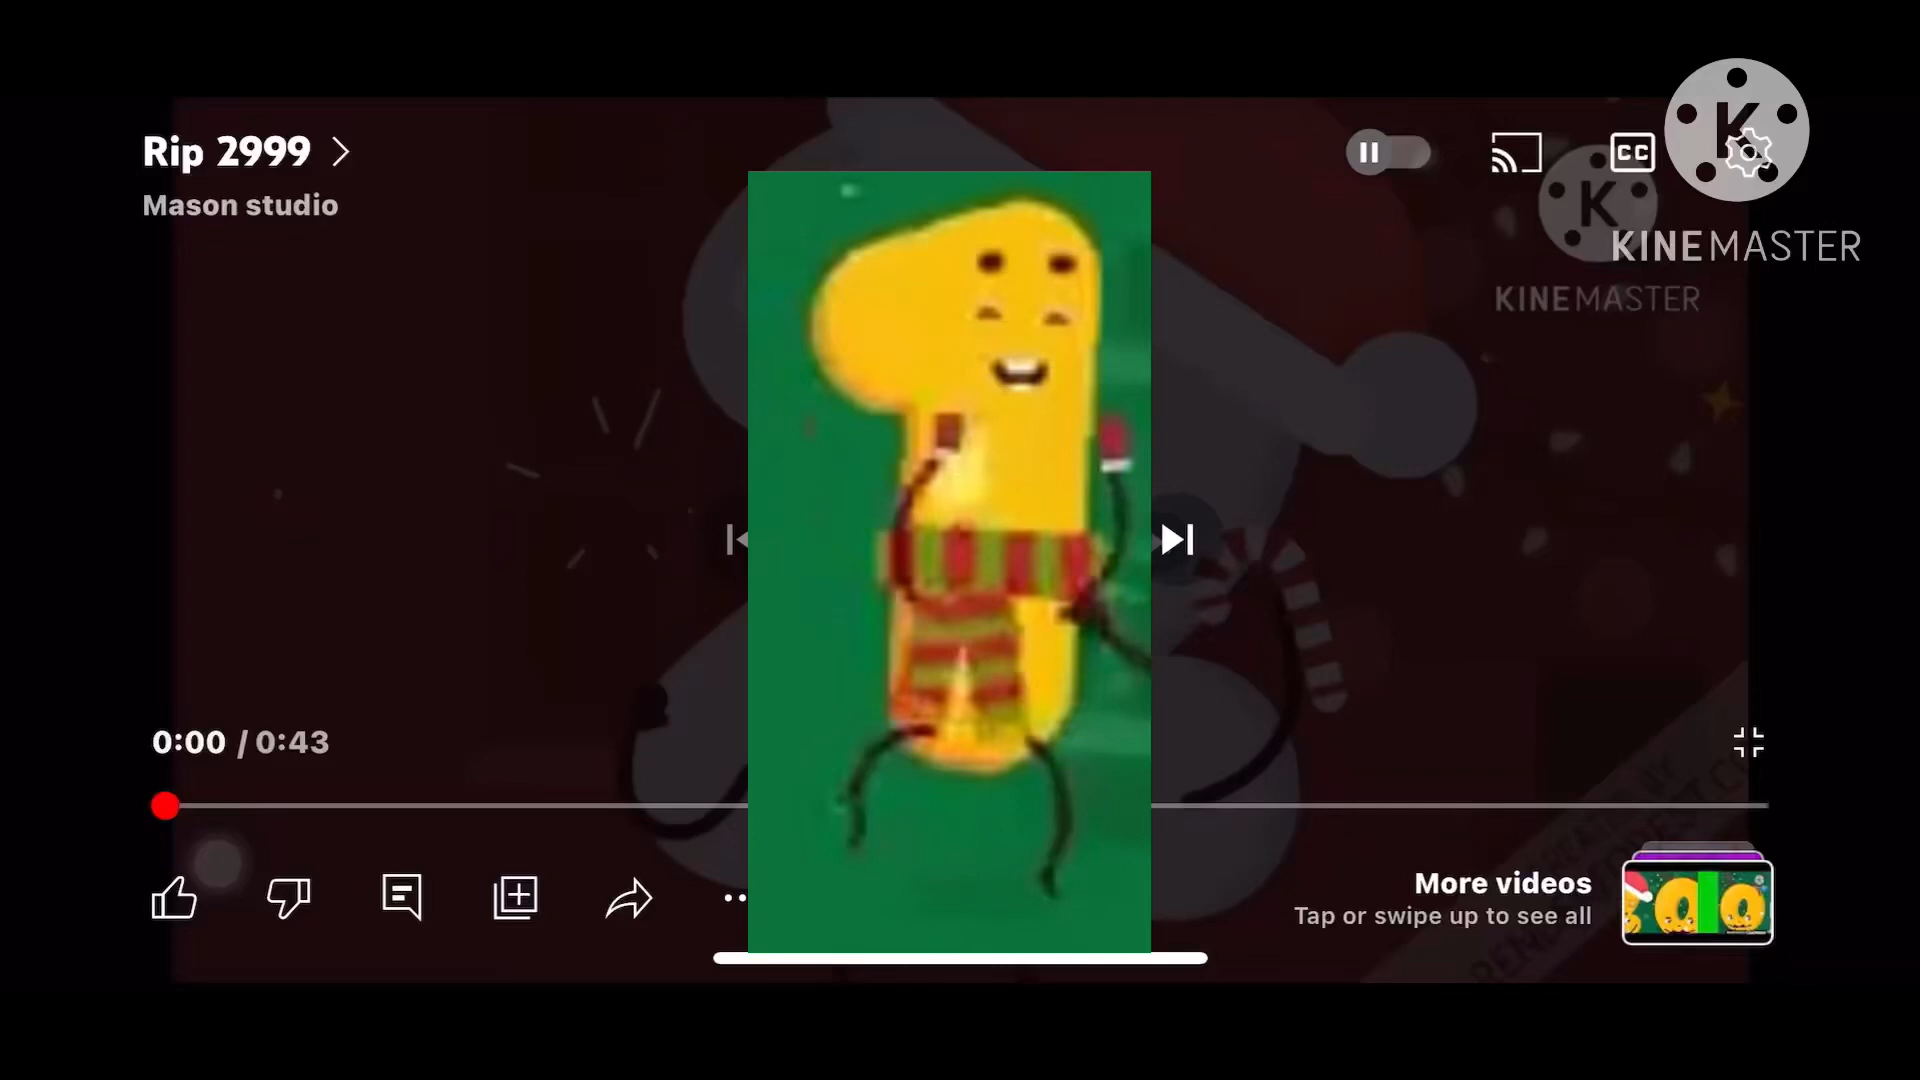 Rip 2999
Mason studio
CC
K
K
KINEMASTER
KINEMASTER
0:00 / 0:43
More videos
Tap or swipe up to see all